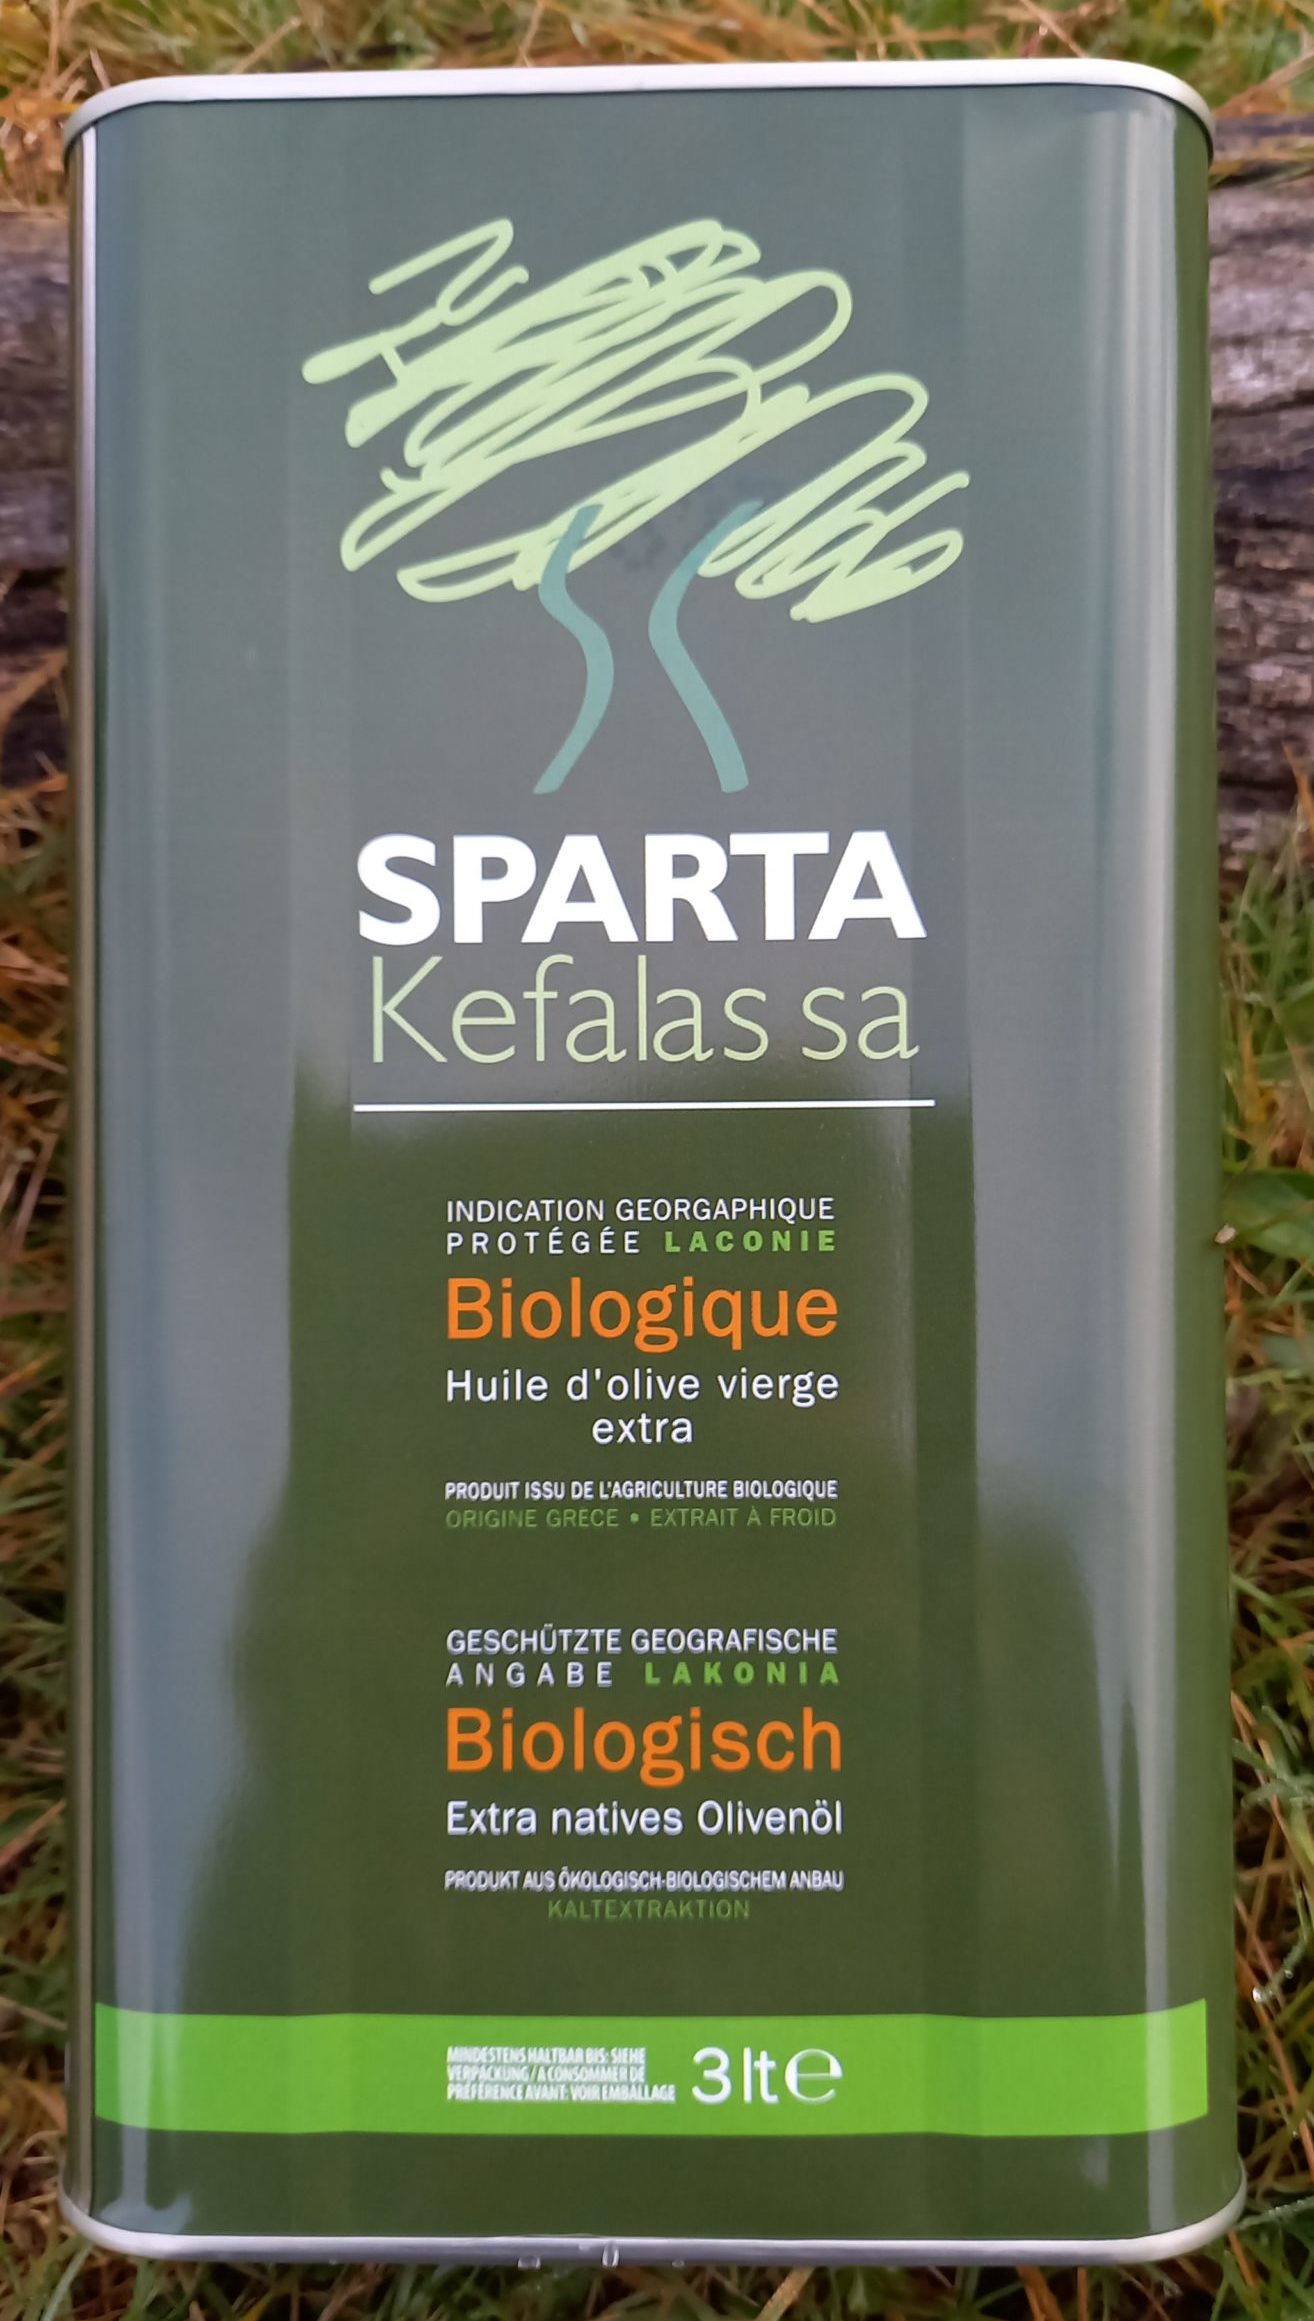 SPARTA
Kefalas sa
INDICATION GEORGAPHIQUE
PROTÉGÉE LACONIE
Biologique
Huile d'olive vierge
extra
PRODUIT ISSU DE L'AGRICULTURE BIOLOGIQUE
ORIGINE GRECE • EXTRAIT À FROID
GESCHÜTZTE GEOGRAFISCHE
ANGABE LAKONIA
Biologisch
Extra natives Olivenöl
PRODUKT AUS ÖKOLOGISCH-BIOLOGISCHEM ANBAU
KALTEXTRAKTION
MINDESTENS HALTBAR BIS: SIEHE
VERPACKUNG / A CONSOMMER DE
PRÉFÉRENCE AVANT: VOIR EMBALLAGE
3 lt ℮